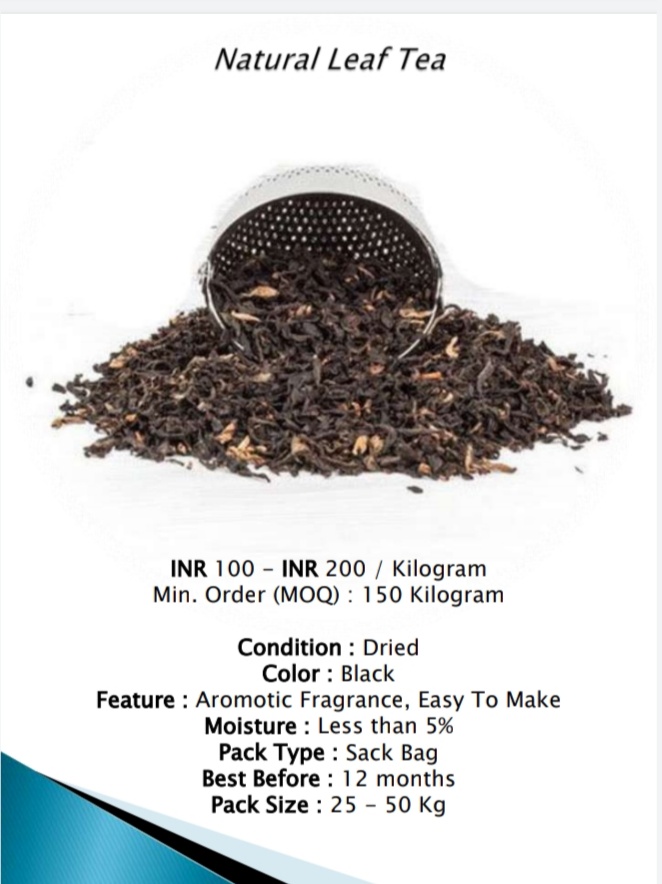 Natural Leaf Tea
INR 100 – INR 200 / Kilogram
Min. Order (MOQ) : 150 Kilogram
Condition : Dried
Color : Black
Feature : Aromotic Fragrance, Easy To Make
Moisture : Less than 5%
Pack Type : Sack Bag
Best Before : 12 months
Pack Size : 25 – 50 Kg